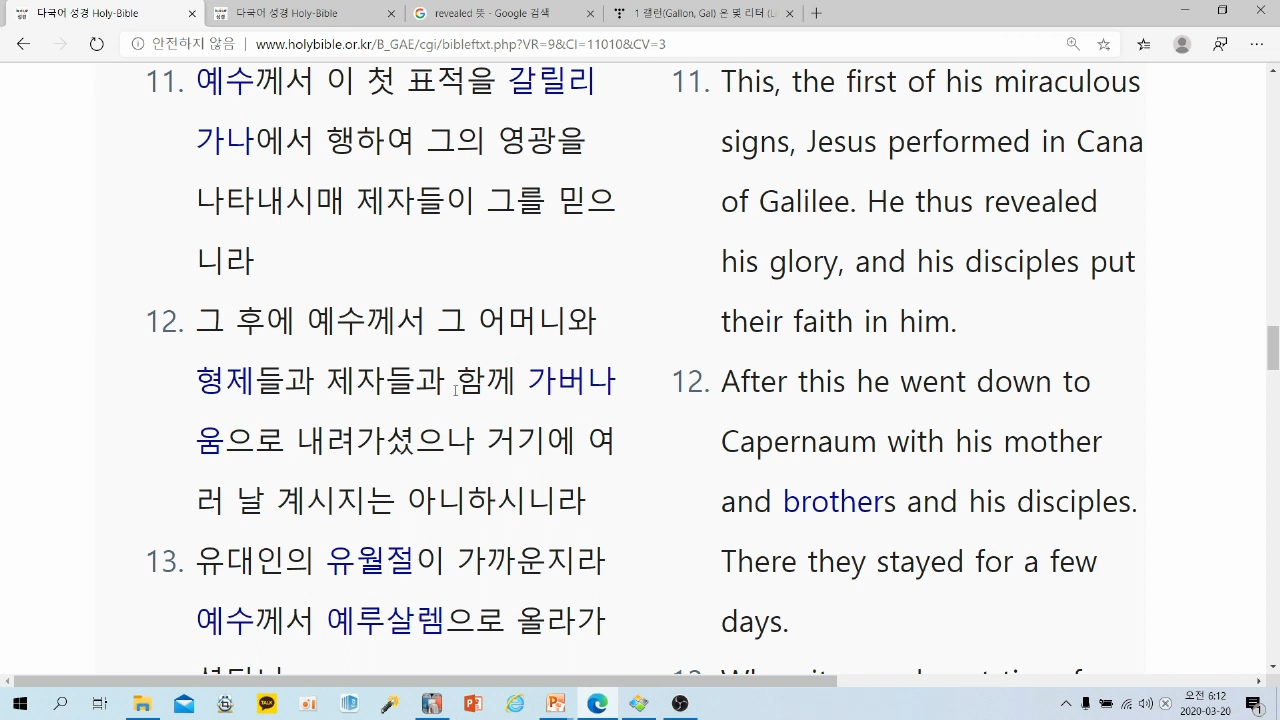 다국어 성경 Holy-Bible
다국어 성경 Holy-Bible
revealed 뜻 - Google 검색
1 갤런(Gallon, Gal) 은 몇 리터 (Li
안전하지 않음
www.holybible.or.kr/B_GAE/cgi/bibleftxt.php?VR=9&CI=11010&CV=3
11. 예수께서 이 첫 표적을 갈릴리
가나에서 행하여 그의 영광을
나타내시매 제자들이 그를 믿으
니라
12. 그 후에 예수께서 그 어머니와
형제들과 제자들과 함께 가버나
움으로 내려가셨으나 거기에 여
러 날 계시지는 아니하시니라
13. 유대인의 유월절이 가까운지라
예수께서 예루살렘으로 올라가
11. This, the first of his miraculous
signs, Jesus performed in Cana
of Galilee. He thus revealed
his glory, and his disciples put
their faith in him.
12. After this he went down to
Capernaum with his mother
and brothers and his disciples.
There they stayed for a few
days.
오전 6:12
2020-03-20